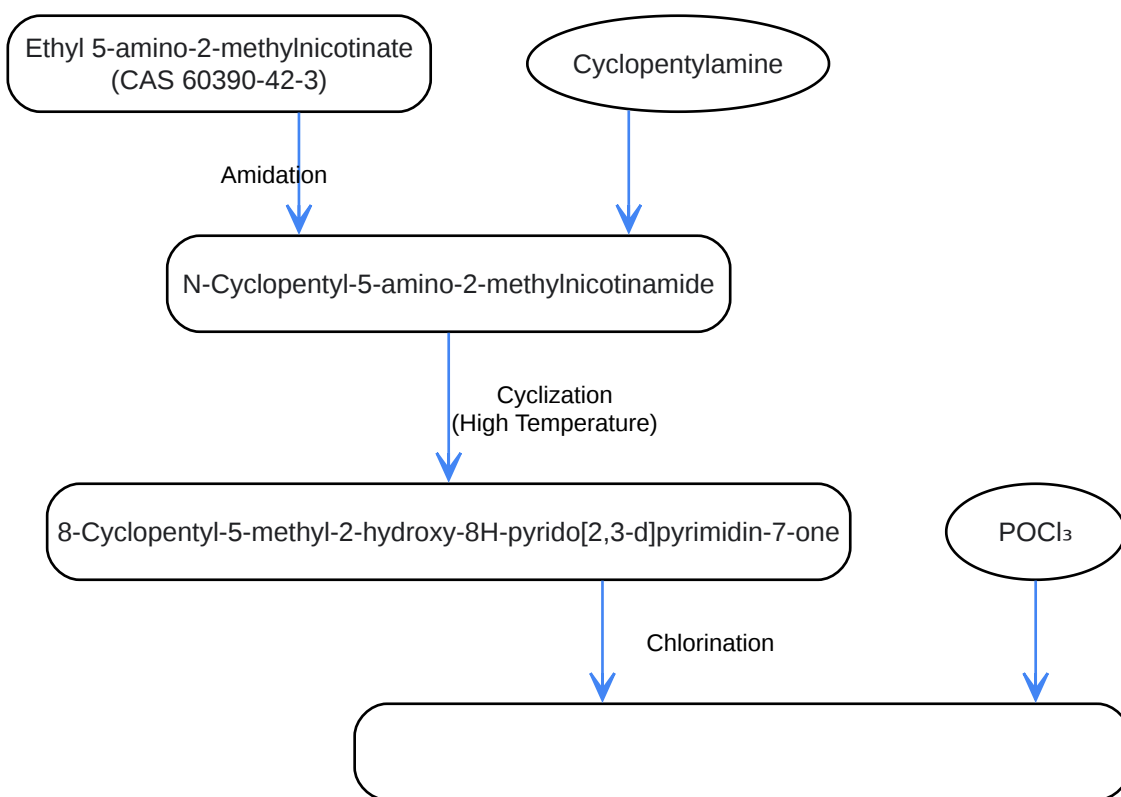 Ethyl 5-amino-2-methylnicotinate
(CAS 60390-42-3)
Cyclopentylamine
Amidation
N-Cyclopentyl-5-amino-2-methylnicotinamide
Cyclization
(High Temperature)
8-Cyclopentyl-5-methyl-2-hydroxy-8H-pyrido[2,3-d]pyrimidin-7-one
POCl₃
Chlorination